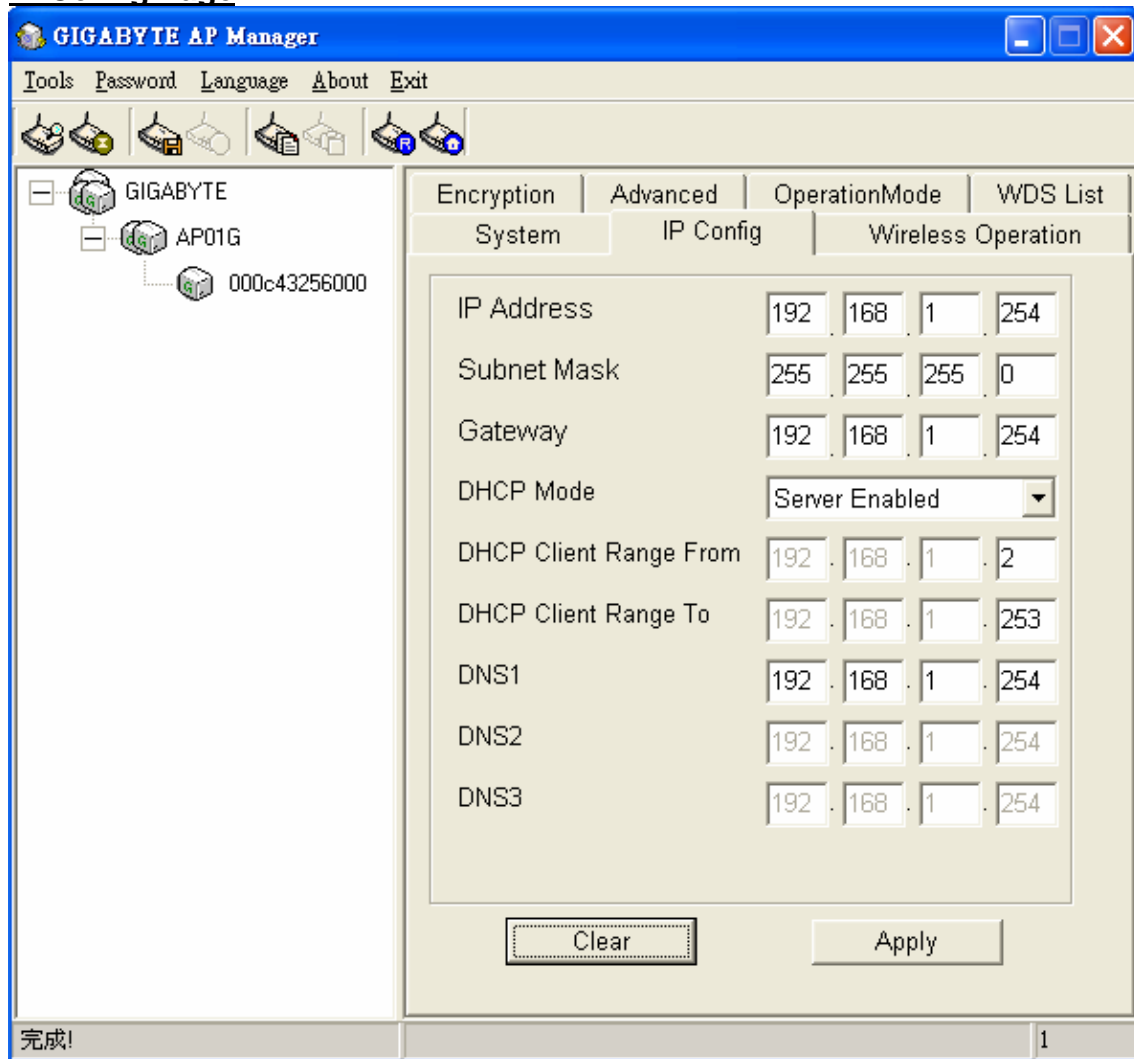 GIGABYTE AP Manager
Tools Password Language About Exit
GIGABYTE
AP01G
000c43256000
Encryption Advanced OperationMode WDS List
System IP Config Wireless Operation
IP Address 192 . 168 . 1 . 254
Subnet Mask 255 . 255 . 255 . 0
Gateway 192 . 168 . 1 . 254
DHCP Mode Server Enabled
DHCP Client Range From 192 . 168 . 1 . 2
DHCP Client Range To 192 . 168 . 1 . 253
DNS1 192 . 168 . 1 . 254
DNS2 192 . 168 . 1 . 254
DNS3 192 . 168 . 1 . 254
Clear Apply
完成! 1